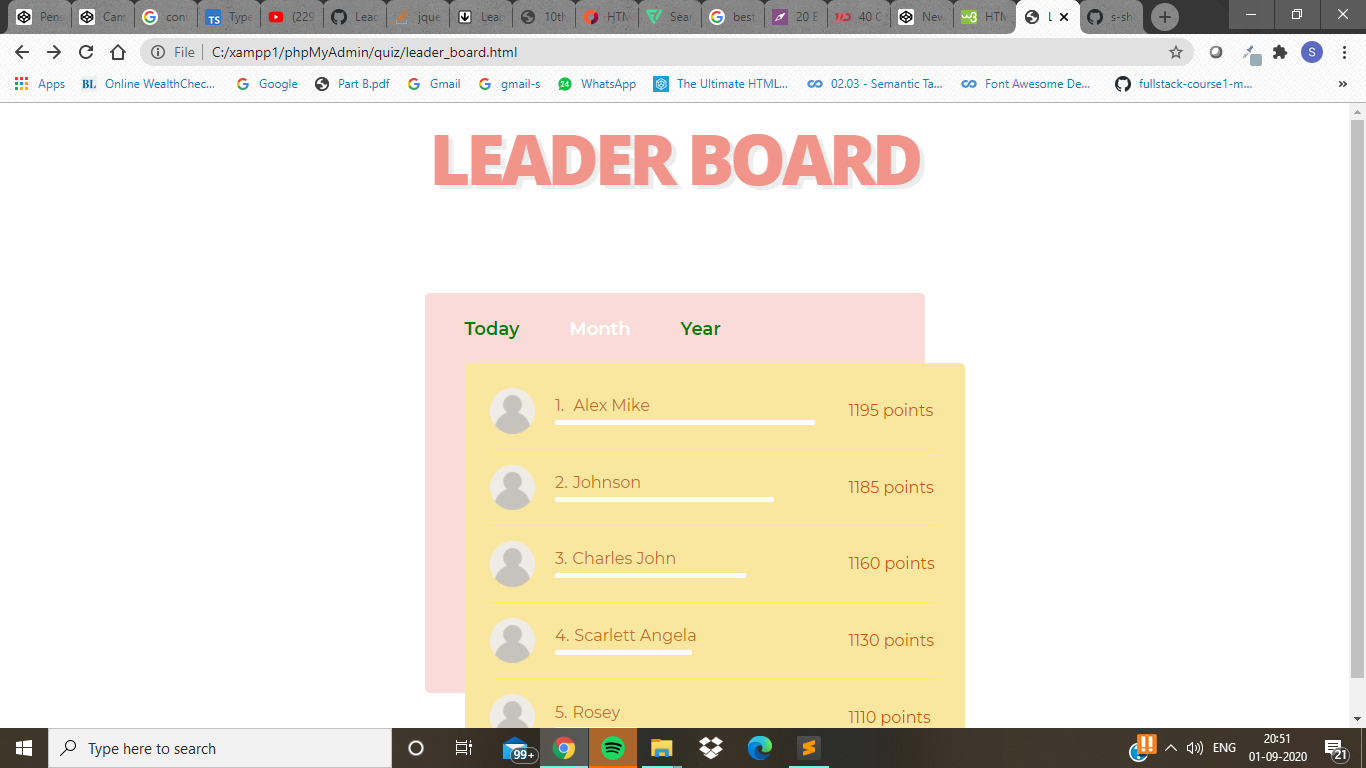 Pens
Cam
conv
Type
(229
Lead
jque
Lead
10th
HTM
Sear
best
20 B
40 C
New
HTM
L
s-sh
File C:/xampp1/phpMyAdmin/quiz/leader_board.html S
Apps BL Online WealthChec... Google Part B.pdf Gmail gmail-s 24 WhatsApp The Ultimate HTML... 02.03 - Semantic Ta... Font Awesome De... fullstack-course1-m... »
LEADER BOARD
Today Month Year
1. Alex Mike 1195 points
2. Johnson 1185 points
3. Charles John 1160 points
4. Scarlett Angela 1130 points
5. Rosey 1110 points
Type here to search 99+ ENG 20:51
01-09-2020 21